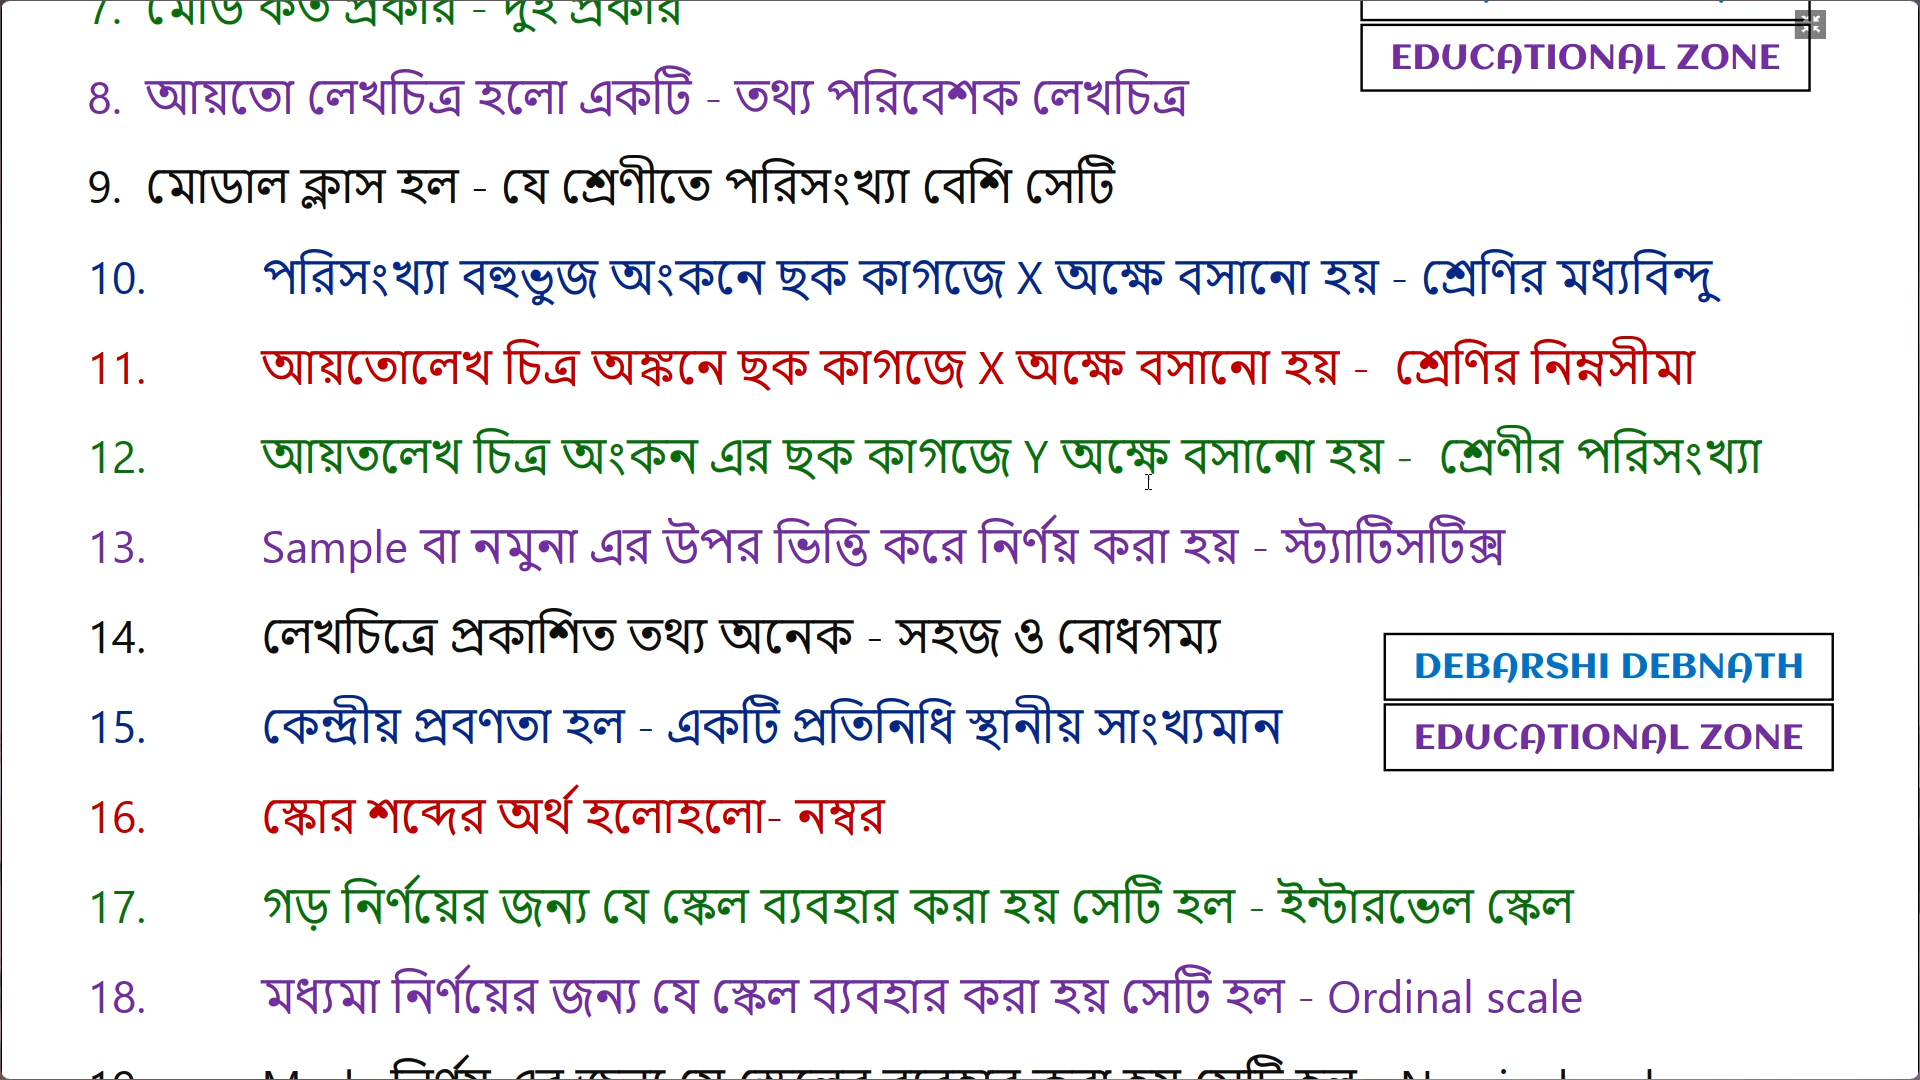 7. মোড কত প্রকার - দুই প্রকার
EDUCATIONAL ZONE
8. আয়তো লেখচিত্র হলো একটি - তথ্য পরিবেশক লেখচিত্র
9. মোডাল ক্লাস হল - যে শ্রেণীতে পরিসংখ্যা বেশি সেটি
10. পরিসংখ্যা বহুভুজ অংকনে ছক কাগজে X অক্ষে বসানো হয় - শ্রেণির মধ্যবিন্দু
11. আয়তোলেখ চিত্র অঙ্কনে ছক কাগজে X অক্ষে বসানো হয় - শ্রেণির নিম্নসীমা
12. আয়তলেখ চিত্র অংকন এর ছক কাগজে Y অক্ষে বসানো হয় - শ্রেণীর পরিসংখ্যা
13. Sample বা নমুনা এর উপর ভিত্তি করে নির্ণয় করা হয় - স্ট্যাটিসটিক্স
14. লেখচিত্রে প্রকাশিত তথ্য অনেক - সহজ ও বোধগম্য
DEBARSHI DEBNATH
15. কেন্দ্রীয় প্রবণতা হল - একটি প্রতিনিধি স্থানীয় সাংখ্যমান
EDUCATIONAL ZONE
16. স্কোর শব্দের অর্থ হলোহলো- নম্বর
17. গড় নির্ণয়ের জন্য যে স্কেল ব্যবহার করা হয় সেটি হল - ইন্টারভেল স্কেল
18. মধ্যমা নির্ণয়ের জন্য যে স্কেল ব্যবহার করা হয় সেটি হল - Ordinal scale